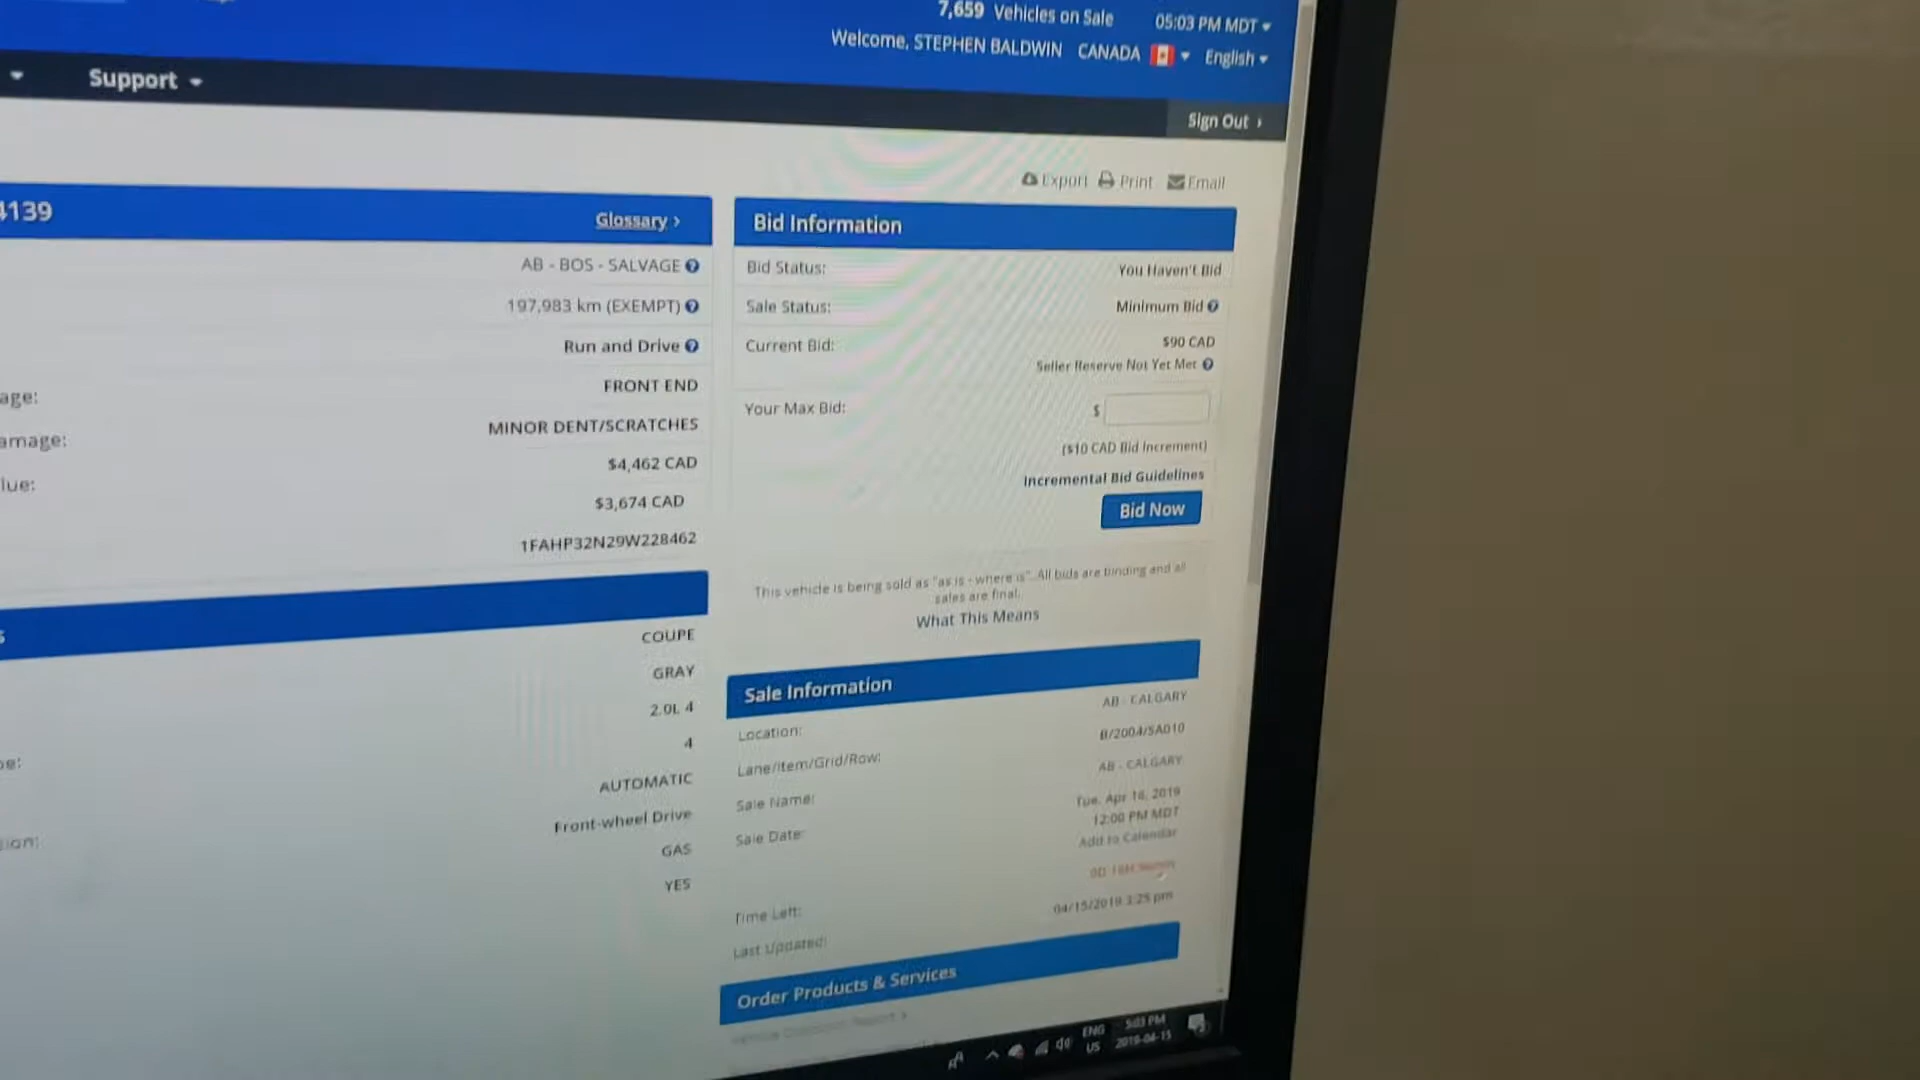 7,659 Vehicles on Sale 05:03 PM MDT
Welcome, STEPHEN BALDWIN CANADA English
Support
Sign Out ›
Export Print Email
4139 Glossary ›
AB - BOS - SALVAGE
197,983 km (EXEMPT)
Run and Drive
age: FRONT END
amage: MINOR DENT/SCRATCHES
lue: $4,462 CAD
$3,674 CAD
1FAHP32N29W228462
s
COUPE
GRAY
2.0L 4
4
pe: AUTOMATIC
Front-wheel Drive
sion: GAS
YES
Bid Information
Bid Status: You Haven't Bid
Sale Status: Minimum Bid
Current Bid: $90 CAD
Seller Reserve Not Yet Met
Your Max Bid: $
($10 CAD Bid Increment)
Incremental Bid Guidelines
Bid Now
This vehicle is being sold as "as is - where is". All bids are binding and all
sales are final.
What This Means
Sale Information
Location: AB - CALGARY
Lane/Item/Grid/Row: B/2004/SA010
Sale Name: AB - CALGARY
Sale Date: Tue. Apr 16, 2019
12:00 PM MDT
Add to Calendar
Time Left: 0D 18H
Last Updated: 04/15/2019 3:25 pm
Order Products & Services
ENG
US
5:03 PM
2019-04-15